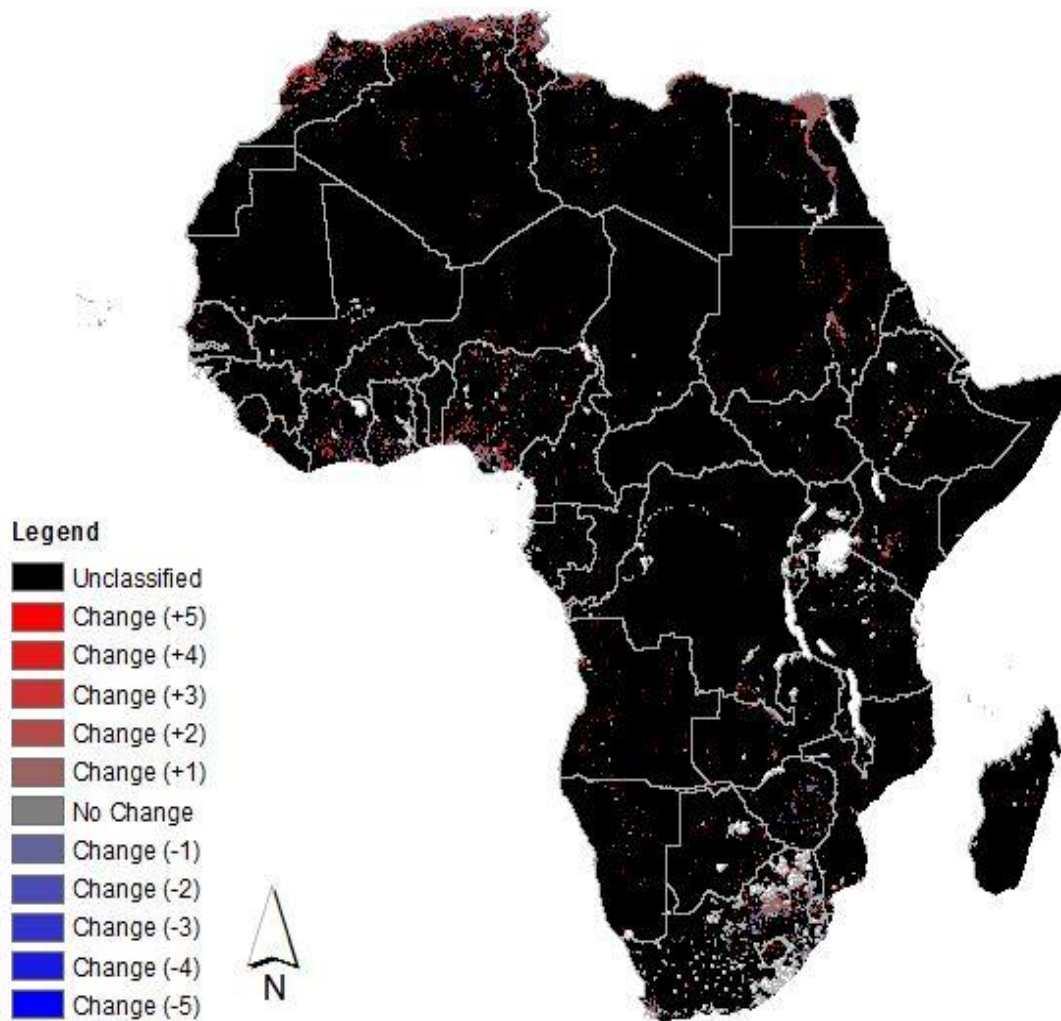 Legend
Unclassified
Change (+5)
Change (+4)
Change (+3)
Change (+2)
Change (+1)
No Change
Change (-1)
Change (-2)
Change (-3)
Change (-4)
Change (-5)
N